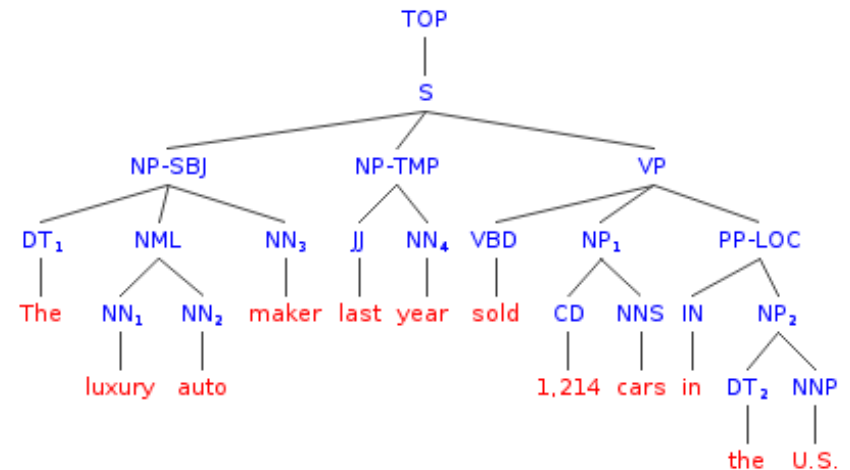 TOP
S
NP-SBJ NP-TMP VP
DT₁ NML NN₃ JJ NN₄ VBD NP₁ PP-LOC
The NN₁ NN₂ maker last year sold CD NNS IN NP₂
luxury auto 1,214 cars in DT₂ NNP
the U.S.